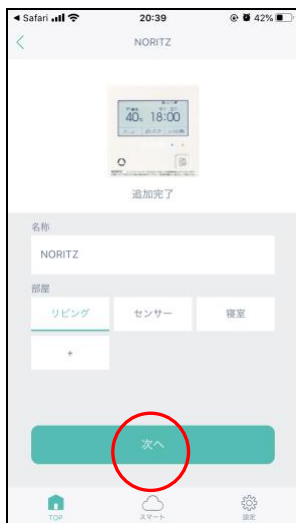 Safari 20:39 42%
NORITZ
40℃ 18:00
追加完了
名称
NORITZ
部屋
リビング センサー 寝室
+
次へ
TOP スマート 設定